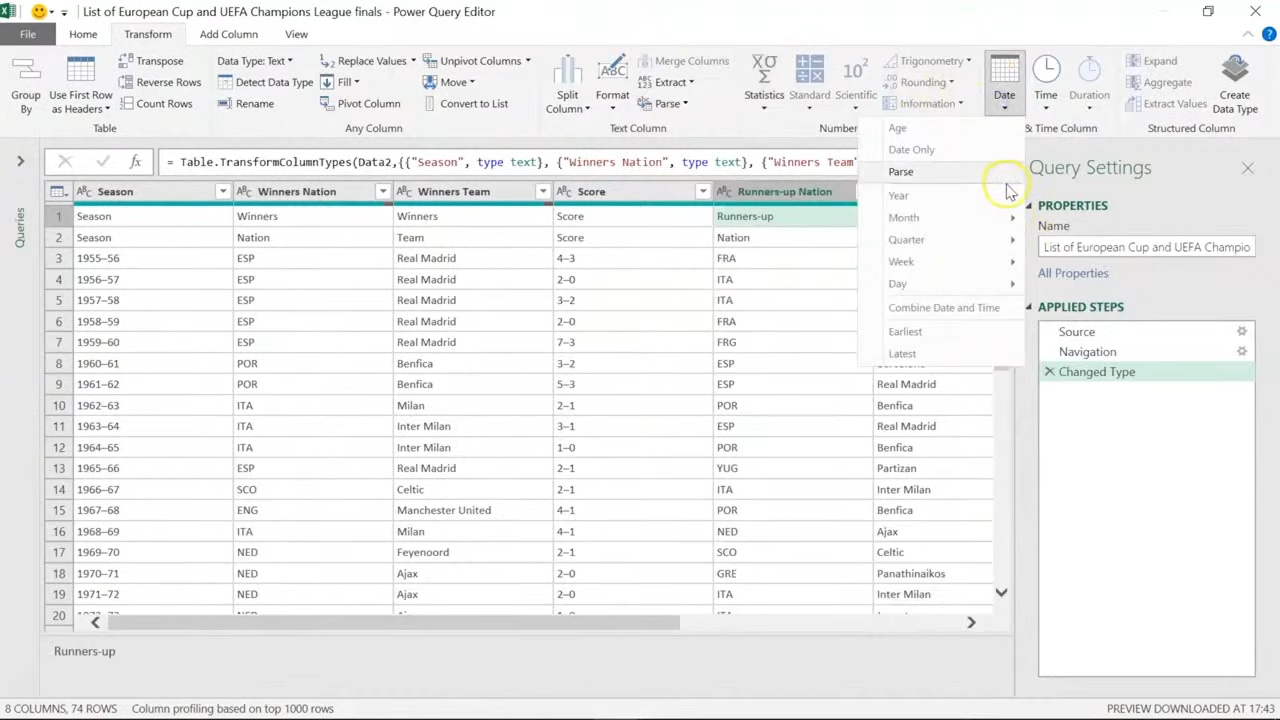 List of European Cup and UEFA Champions League finals - Power Query Editor
File Home Transform Add Column View
Group By
Use First Row as Headers
Transpose
Reverse Rows
Count Rows
Table
Data Type: Text
Detect Data Type
Rename
Replace Values
Fill
Pivot Column
Unpivot Columns
Move
Convert to List
Any Column
Split Column
Format
ABC
Merge Columns
Extract
Parse
Text Column
Statistics
Standard
Scientific
10²
Trigonometry
Rounding
Information
Number
Date
Time
Duration
& Time Column
Expand
Aggregate
Extract Values
Create Data Type
Structured Column
Age
Date Only
Parse
Year
Month
Quarter
Week
Day
Combine Date and Time
Earliest
Latest
= Table.TransformColumnTypes(Data2,{{"Season", type text}, {"Winners Nation", type text}, {"Winners Team"
Queries
Season Winners Nation Winners Team Score Runners-up Nation
1 Season Winners Winners Score Runners-up
2 Season Nation Team Score Nation
3 1955–56 ESP Real Madrid 4–3 FRA
4 1956–57 ESP Real Madrid 2–0 ITA
5 1957–58 ESP Real Madrid 3–2 ITA
6 1958–59 ESP Real Madrid 2–0 FRA
7 1959–60 ESP Real Madrid 7–3 FRG
8 1960–61 POR Benfica 3–2 ESP
9 1961–62 POR Benfica 5–3 ESP Real Madrid
10 1962–63 ITA Milan 2–1 POR Benfica
11 1963–64 ITA Inter Milan 3–1 ESP Real Madrid
12 1964–65 ITA Inter Milan 1–0 POR Benfica
13 1965–66 ESP Real Madrid 2–1 YUG Partizan
14 1966–67 SCO Celtic 2–1 ITA Inter Milan
15 1967–68 ENG Manchester United 4–1 POR Benfica
16 1968–69 ITA Milan 4–1 NED Ajax
17 1969–70 NED Feyenoord 2–1 SCO Celtic
18 1970–71 NED Ajax 2–0 GRE Panathinaikos
19 1971–72 NED Ajax 2–0 ITA Inter Milan
20
Runners-up
Query Settings
PROPERTIES
Name
List of European Cup and UEFA Champio
All Properties
APPLIED STEPS
Source
Navigation
Changed Type
8 COLUMNS, 74 ROWS Column profiling based on top 1000 rows PREVIEW DOWNLOADED AT 17:43